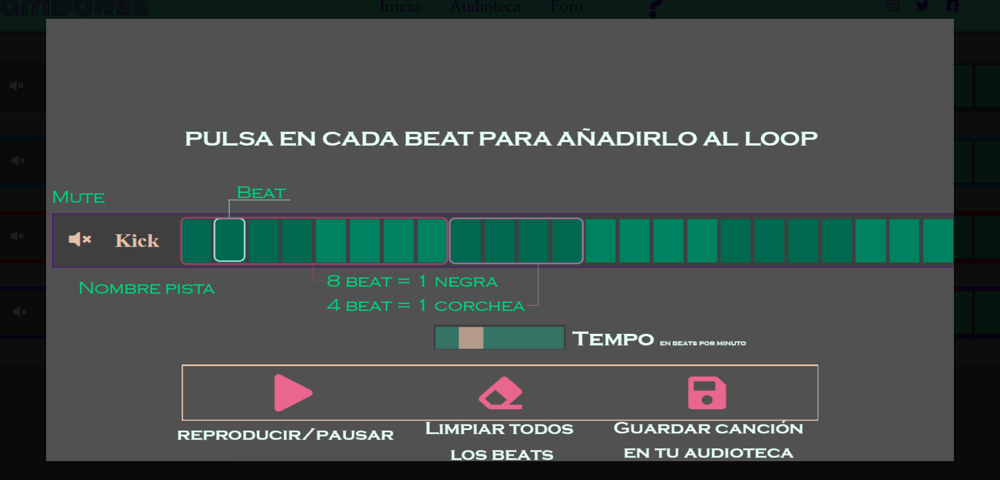 amboree
Inicio Audioteca Foro ?
PULSA EN CADA BEAT PARA AÑADIRLO AL LOOP
Mute
Beat
Kick
Nombre pista
8 beat = 1 negra
4 beat = 1 corchea
Tempo en beats por minuto
reproducir/pausar
Limpiar todos
los beats
Guardar canción
en tu audioteca